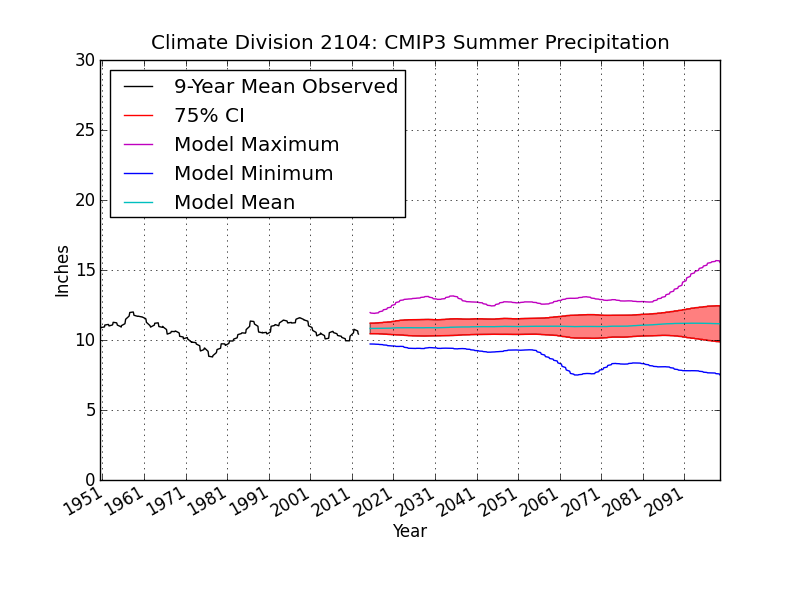 Climate Division 2104: CMIP3 Summer Precipitation
30
25
20
15
10
5
0
Inches
9-Year Mean Observed
75% CI
Model Maximum
Model Minimum
Model Mean
1951 1961 1971 1981 1991 2001 2011 2021 2031 2041 2051 2061 2071 2081 2091
Year